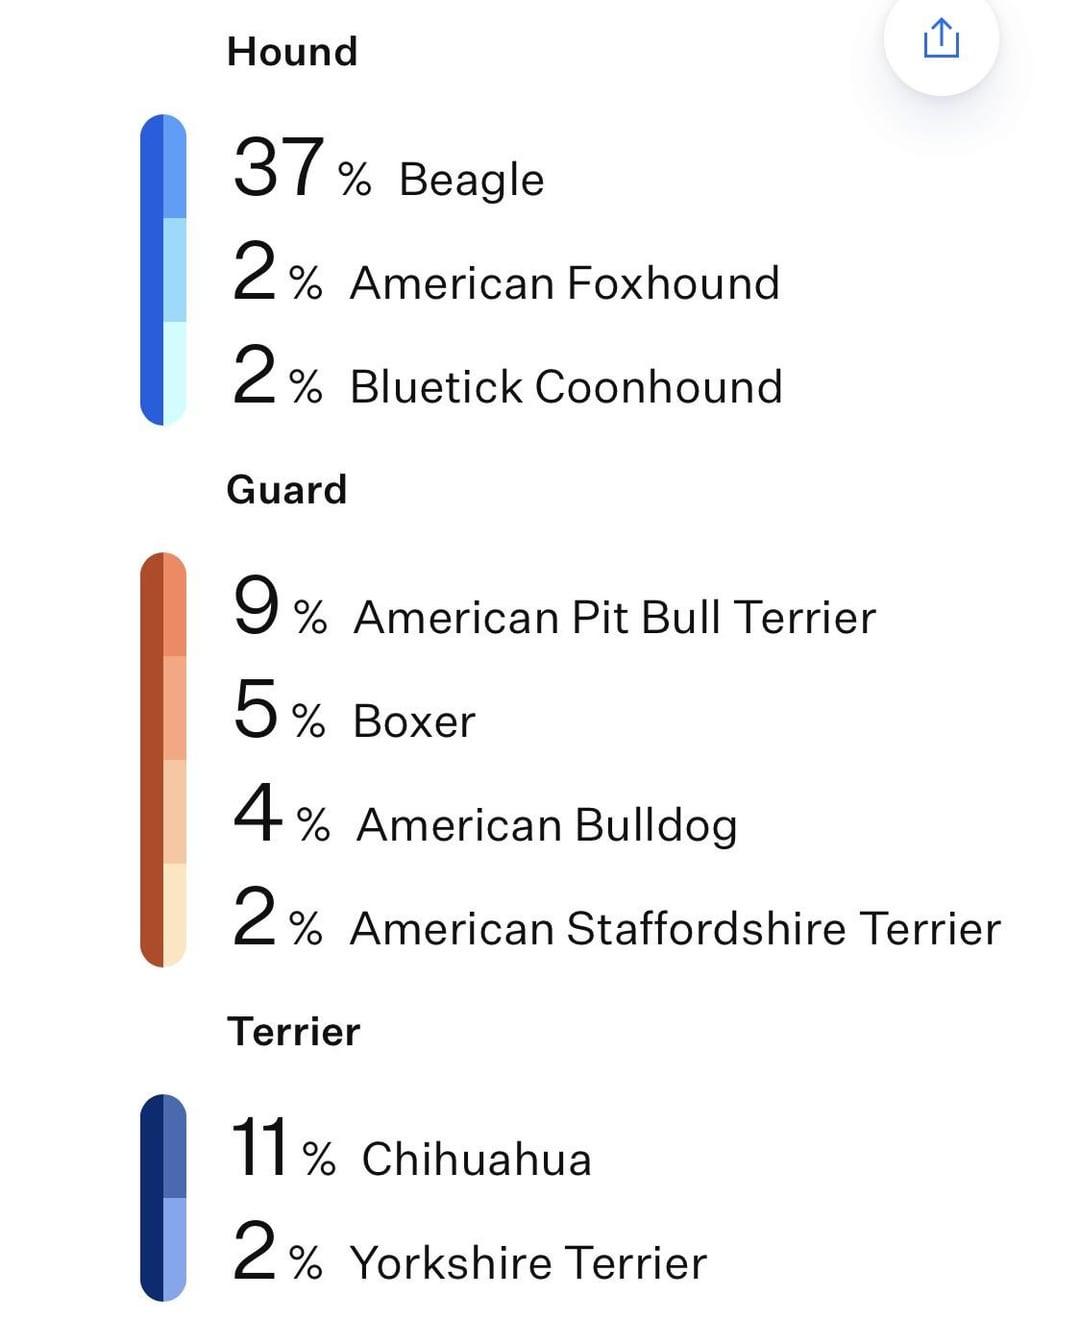 Hound
37 % Beagle
2 % American Foxhound
2 % Bluetick Coonhound
Guard
9 % American Pit Bull Terrier
5 % Boxer
4 % American Bulldog
2 % American Staffordshire Terrier
Terrier
11 % Chihuahua
2 % Yorkshire Terrier